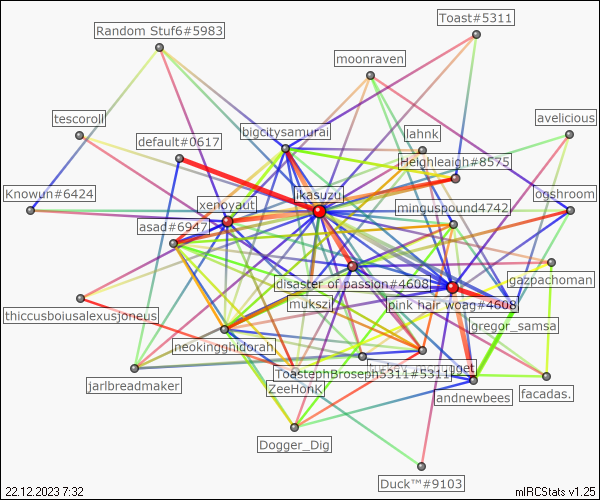 Toast#5311
Random Stuf6#5983
moonraven
tescoroll
avelicious
bigcitysamurai
lahnk
default#0617
Heighleaigh#8575
Knowun#6424
ikasuzu
ogshroom
xenoyaut
minguspound4742
asad#6947
disaster of passion#4608
gazpachoman
mukszi
pink hair woag#4608
thiccusboiusalexusjoneus
gregor_samsa
neokingghidorah
ToastephBroseph5311#5311
jarlbreadmaker
ZeeHonK
facadas.
andnewbees
Dogger_Dig
Duck™#9103
22.12.2023 7:32
mIRCStats v1.25